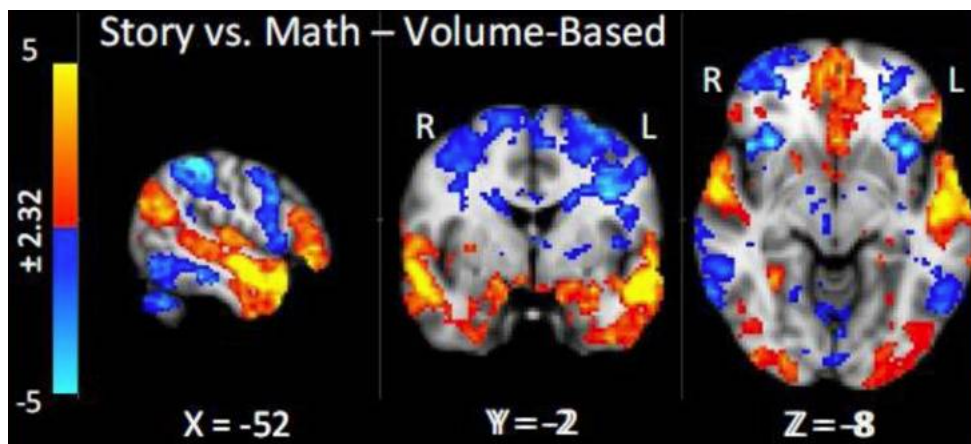 Story vs. Math – Volume-Based
5
± 2.32
-5
R
L
R
L
X = -52
Y = -2
Z = -8